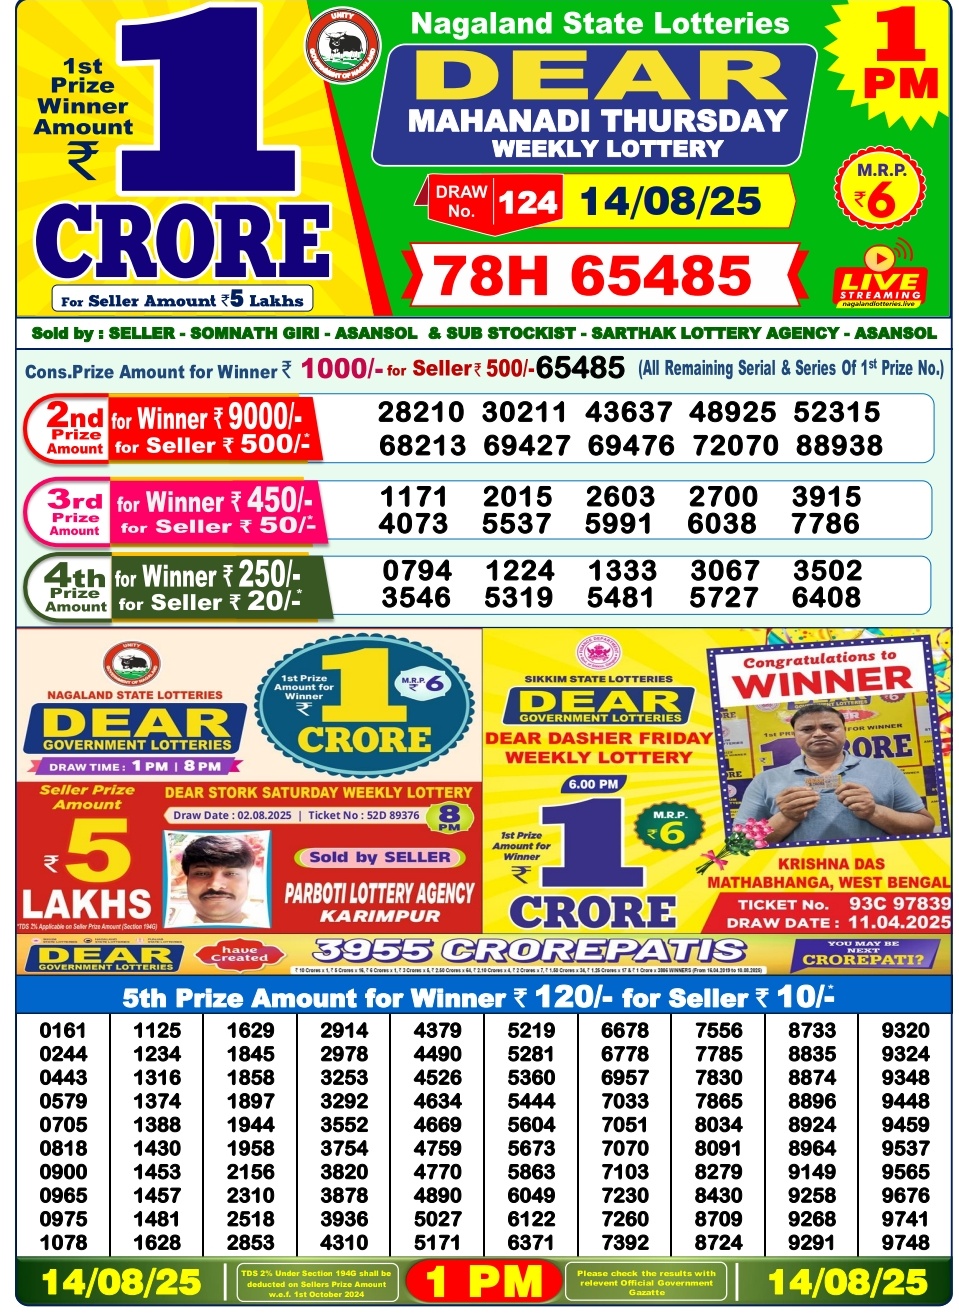 1st
Prize
Winner
Amount
₹ 1
CRORE
For Seller Amount ₹5 Lakhs
UNITY
GOVERNMENT OF NAGALAND
Nagaland State Lotteries
DEAR
MAHANADI THURSDAY
WEEKLY LOTTERY
1
PM
DRAW
No. 124 14/08/25
M.R.P.
₹6
78H 65485
LIVE
STREAMING
nagalandlotteries.live
Sold by : SELLER - SOMNATH GIRI - ASANSOL & SUB STOCKIST - SARTHAK LOTTERY AGENCY - ASANSOL
Cons.Prize Amount for Winner ₹ 1000/- for Seller ₹ 500/- 65485 (All Remaining Serial & Series Of 1st Prize No.)
2nd Prize Amount for Winner ₹ 9000/-
for Seller ₹ 500/-*
28210 30211 43637 48925 52315
68213 69427 69476 72070 88938
3rd Prize Amount for Winner ₹ 450/-
for Seller ₹ 50/-*
1171 2015 2603 2700 3915
4073 5537 5991 6038 7786
4th Prize Amount for Winner ₹ 250/-
for Seller ₹ 20/-*
0794 1224 1333 3067 3502
3546 5319 5481 5727 6408
UNITY
NAGALAND STATE LOTTERIES
DEAR
GOVERNMENT LOTTERIES
DRAW TIME : 1 PM | 8 PM
1st Prize
Amount for
Winner
₹ 1
CRORE
M.R.P.
₹6
Seller Prize
Amount
₹ 5
LAKHS
*TDS 2% Applicable on Seller Prize Amount (Section 194G)
DEAR STORK SATURDAY WEEKLY LOTTERY
Draw Date : 02.08.2025 | Ticket No : 52D 89376
8
PM
Sold by SELLER
PARBOTI LOTTERY AGENCY
KARIMPUR
SIKKIM STATE LOTTERIES
DEAR
GOVERNMENT LOTTERIES
DEAR DASHER FRIDAY
WEEKLY LOTTERY
6.00 PM
1st Prize
Amount for
Winner
₹ 1
CRORE
M.R.P.
₹6
Congratulations to
WINNER
KRISHNA DAS
MATHABHANGA, WEST BENGAL
TICKET No. 93C 97839
DRAW DATE : 11.04.2025
DEAR
GOVERNMENT LOTTERIES
have
Created
3955 CROREPATIS
YOU MAY BE
NEXT
CROREPATI?
5th Prize Amount for Winner ₹ 120/- for Seller ₹ 10/-*
0161 1125 1629 2914 4379 5219 6678 7556 8733 9320
0244 1234 1845 2978 4490 5281 6778 7785 8835 9324
0443 1316 1858 3253 4526 5360 6957 7830 8874 9348
0579 1374 1897 3292 4634 5444 7033 7865 8896 9448
0705 1388 1944 3552 4669 5604 7051 8034 8924 9459
0818 1430 1958 3754 4759 5673 7070 8091 8964 9537
0900 1453 2156 3820 4770 5863 7103 8279 9149 9565
0965 1457 2310 3878 4890 6049 7230 8430 9258 9676
0975 1481 2518 3936 5027 6122 7260 8709 9268 9741
1078 1628 2853 4310 5171 6371 7392 8724 9291 9748
14/08/25
TDS 2% Under Section 194G shall be
deducted on Sellers Prize Amount
w.e.f. 1st October 2024
1 PM
Please check the results with
relevent Official Government
Gazatte
14/08/25